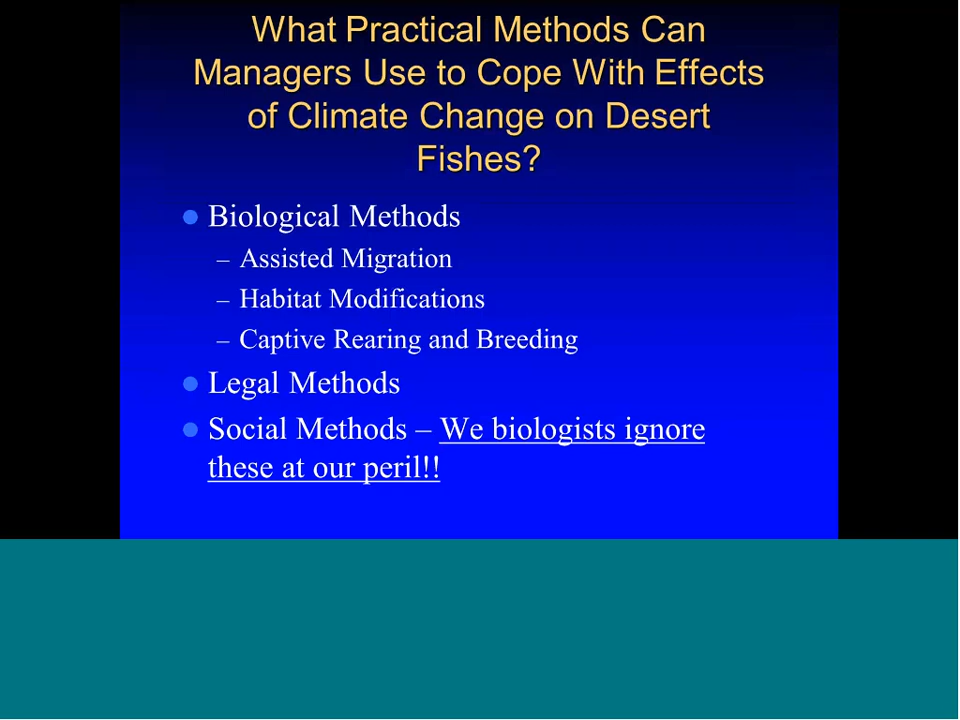 What Practical Methods Can
Managers Use to Cope With Effects
of Climate Change on Desert
Fishes?
● Biological Methods
– Assisted Migration
– Habitat Modifications
– Captive Rearing and Breeding
● Legal Methods
● Social Methods – We biologists ignore
these at our peril!!